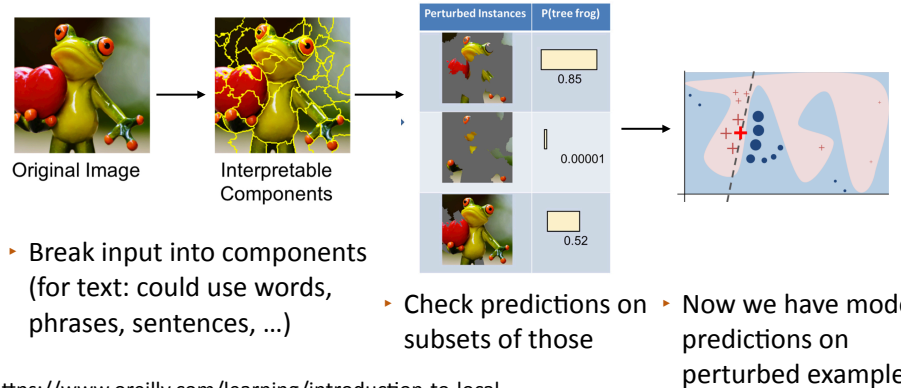 Perturbed Instances P(tree frog)
0.85
0.00001
0.52
Original Image
Interpretable
Components
‣ Break input into components
(for text: could use words,
phrases, sentences, …)
‣ Check predictions on
subsets of those
‣ Now we have mode
predictions on
perturbed example
ttps://www.oreilly.com/learning/introduction-to-local-